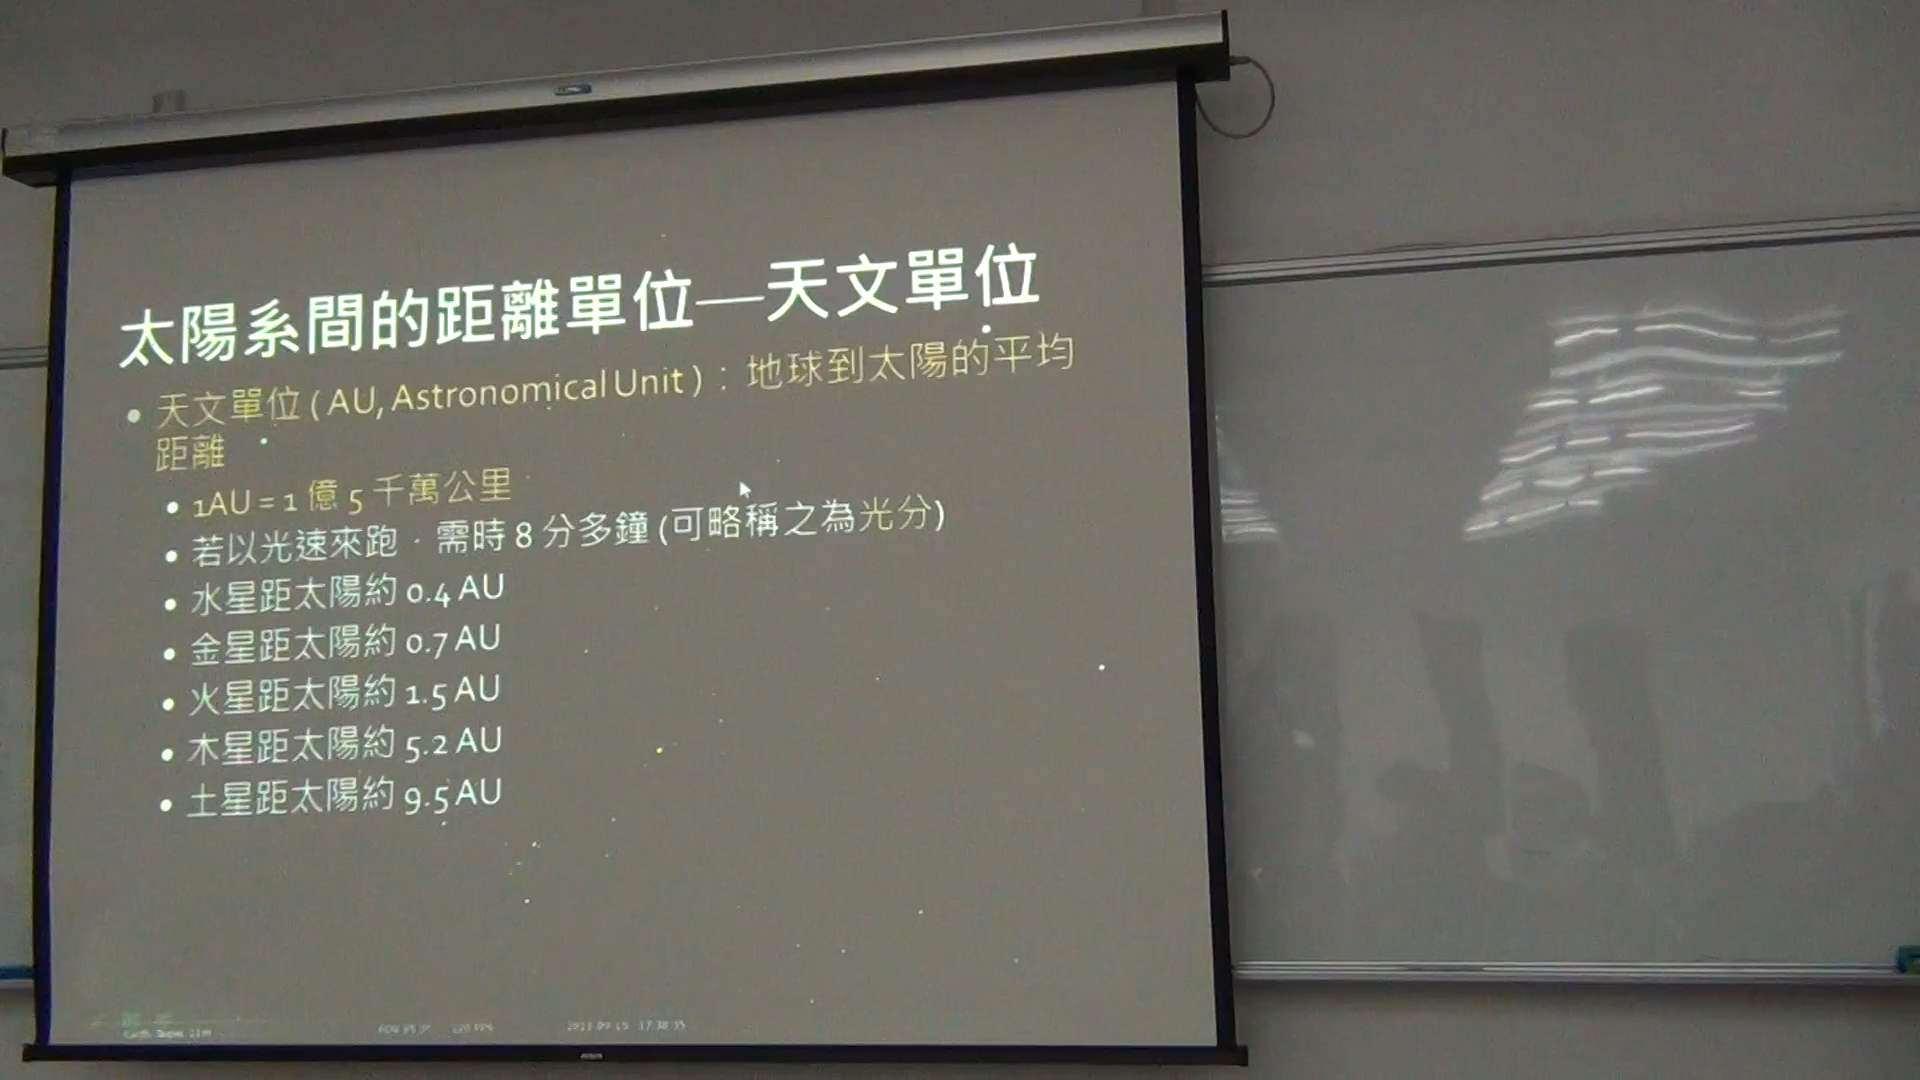 太陽系間的距離單位—天文單位
• 天文單位 ( AU, Astronomical Unit )：地球到太陽的平均
距離
• 1AU = 1 億 5 千萬公里
• 若以光速來跑，需時 8 分多鐘 (可略稱之為光分)
• 水星距太陽約 0.4 AU
• 金星距太陽約 0.7 AU
• 火星距太陽約 1.5 AU
• 木星距太陽約 5.2 AU
• 土星距太陽約 9.5 AU